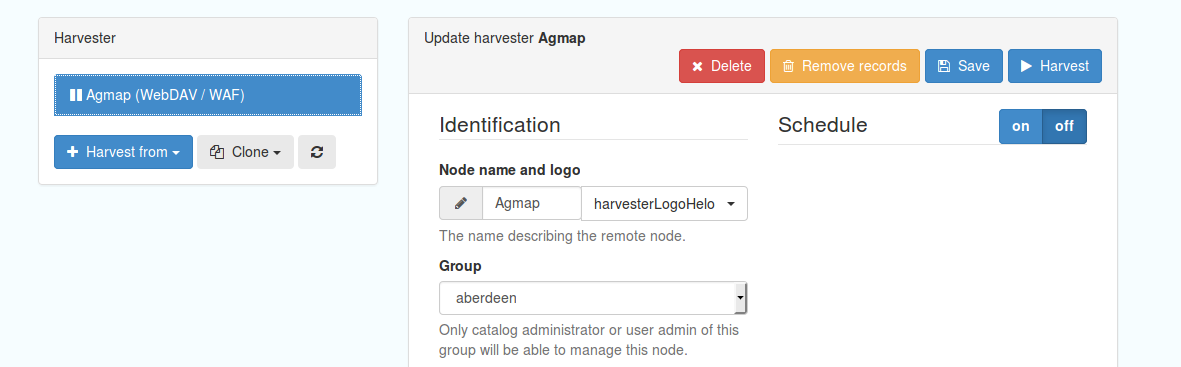 Harvester
Agmap (WebDAV / WAF)
Harvest from
Clone
Update harvester Agmap
Delete
Remove records
Save
Harvest
Identification
Node name and logo
Agmap
harvesterLogoHelo
The name describing the remote node.
Group
aberdeen
Only catalog administrator or user admin of this
group will be able to manage this node.
Schedule
on
off